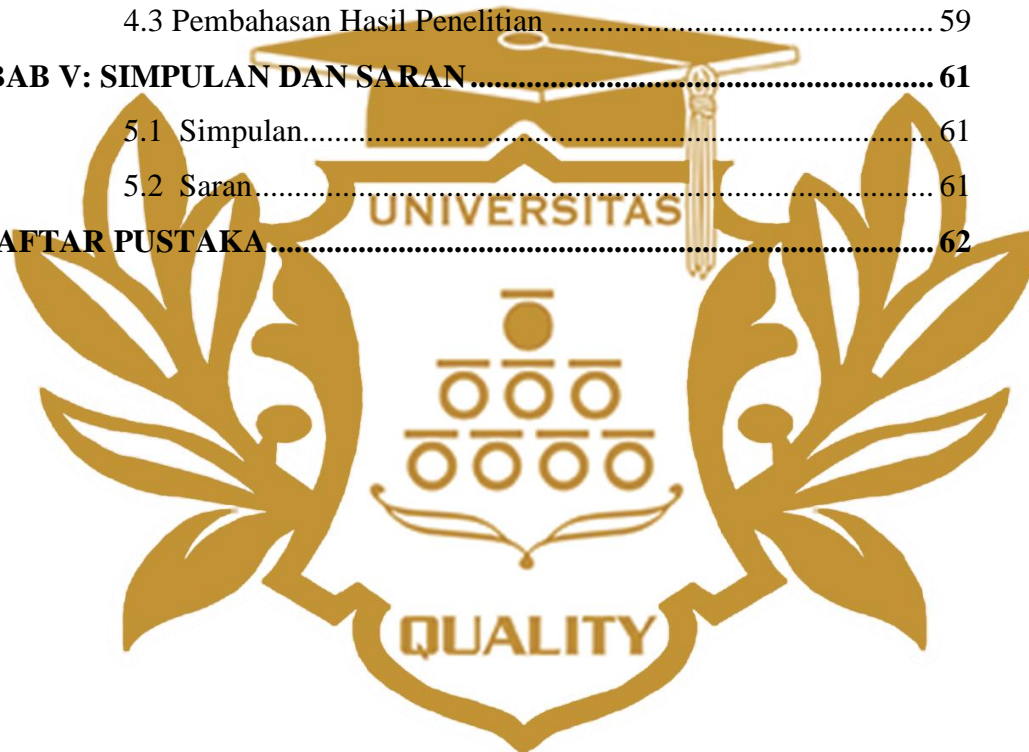 4.3 Pembahasan Hasil Penelitian ........................................ 59
BAB V: SIMPULAN DAN SARAN ................................................ 61
5.1 Simpulan.................................................................... 61
5.2 Saran.......................................................................... 61
UNIVERSITAS
AFTAR PUSTAKA ..................................................................... 62
QUALITY